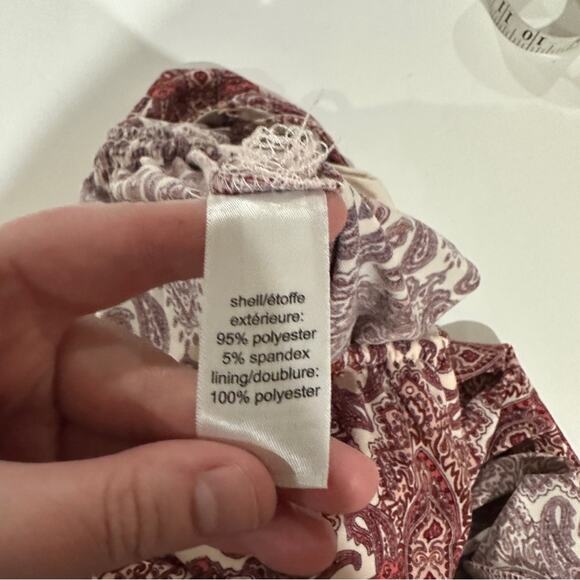 shell/étoffe
extérieure:
95% polyester
5% spandex
lining/doublure:
100% polyester